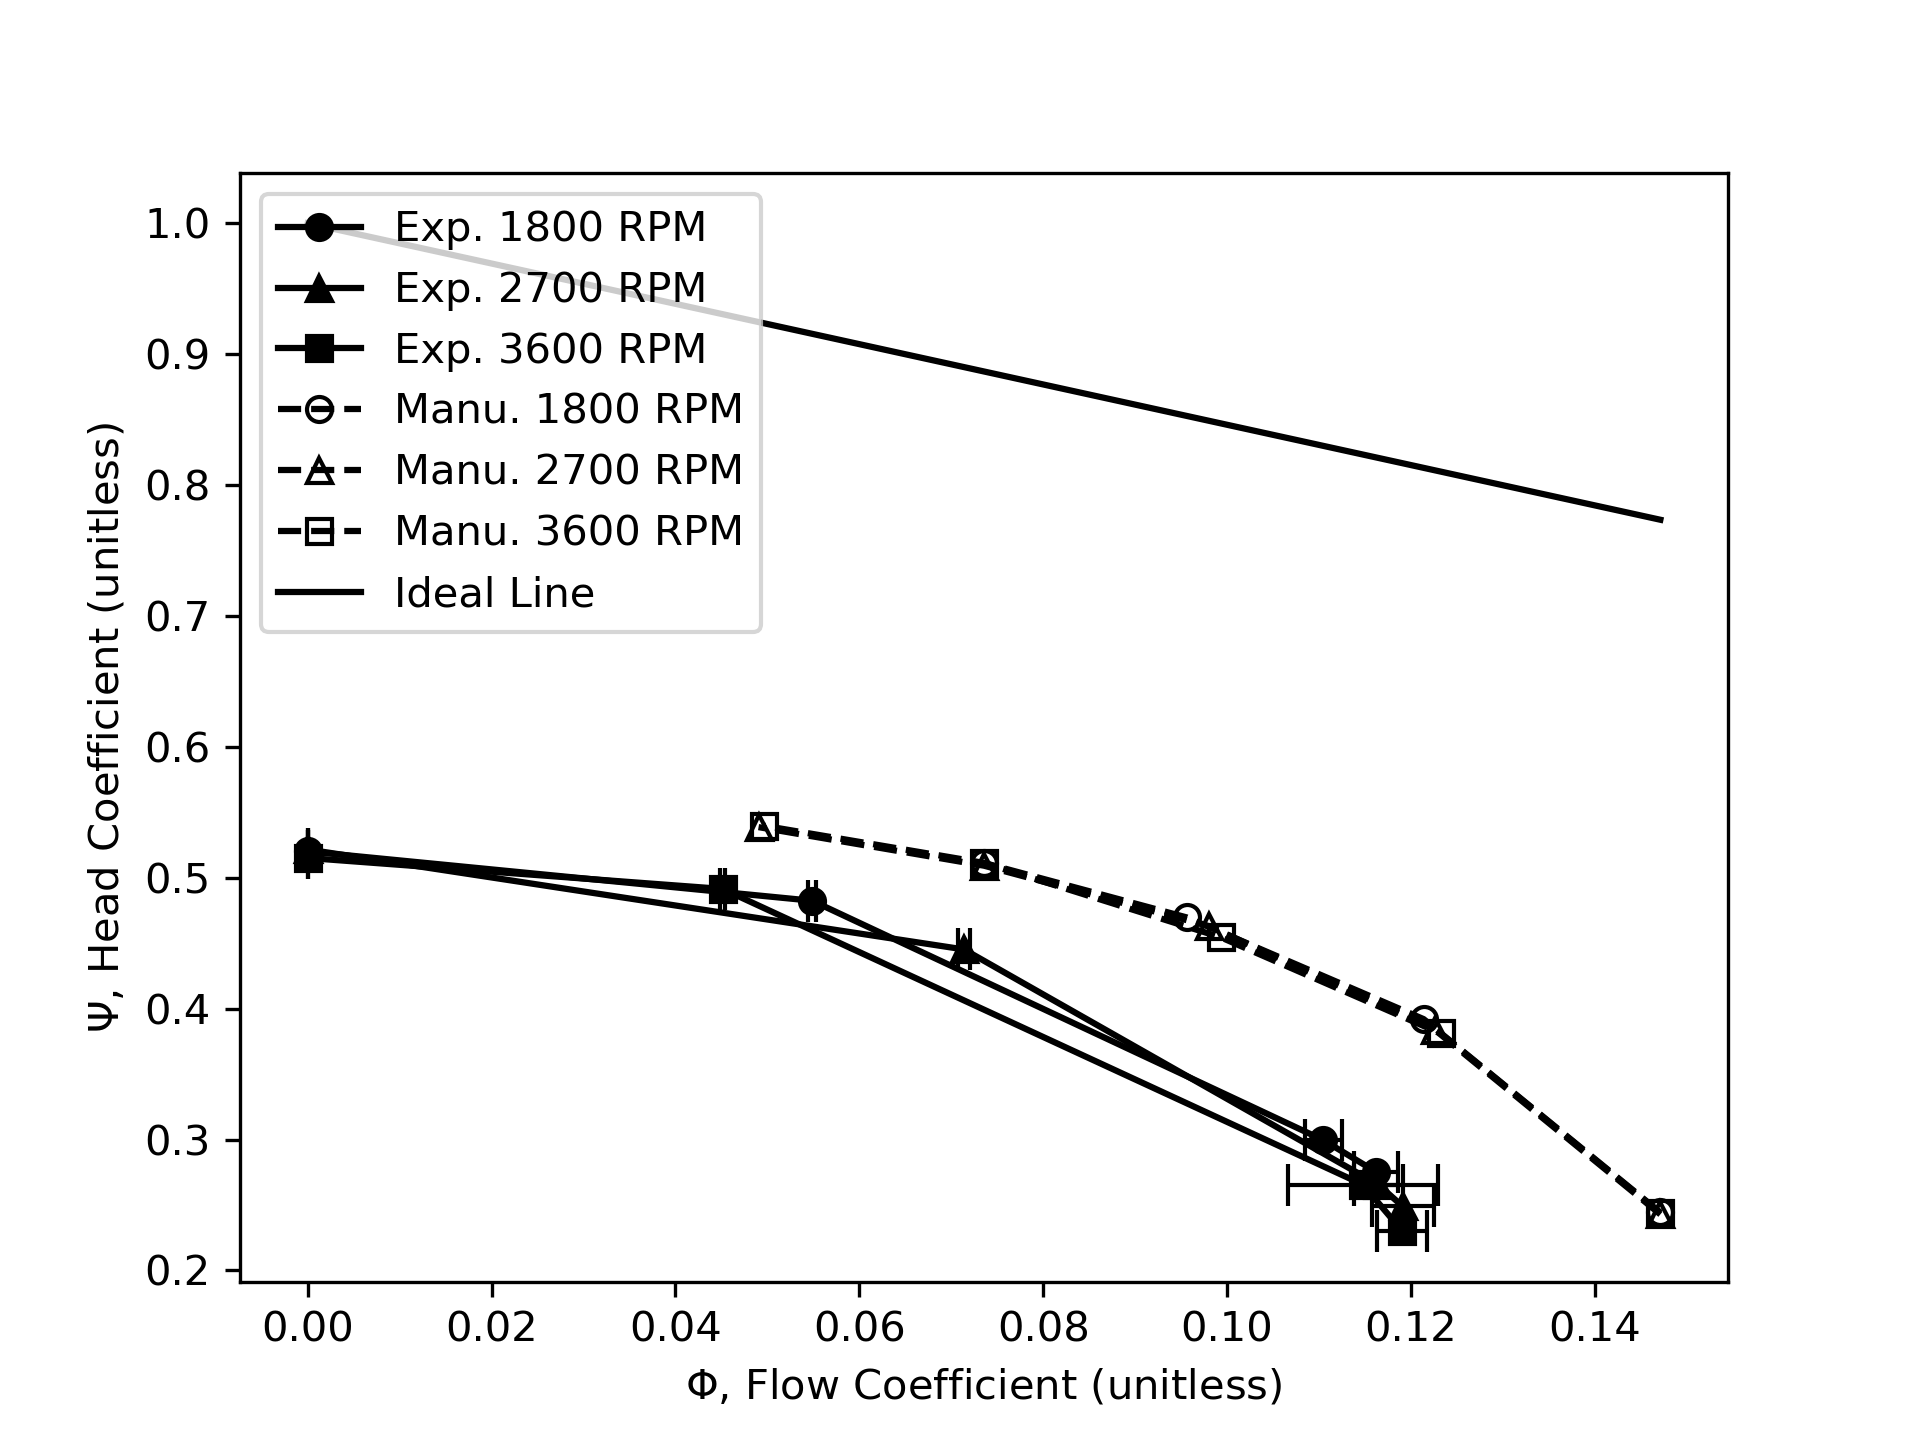 Exp. 1800 RPM
Exp. 2700 RPM
Exp. 3600 RPM
Manu. 1800 RPM
Manu. 2700 RPM
Manu. 3600 RPM
Ideal Line
1.0
0.9
0.8
0.7
0.6
0.5
0.4
0.3
0.2
Ψ, Head Coefficient (unitless)
0.00 0.02 0.04 0.06 0.08 0.10 0.12 0.14
Φ, Flow Coefficient (unitless)